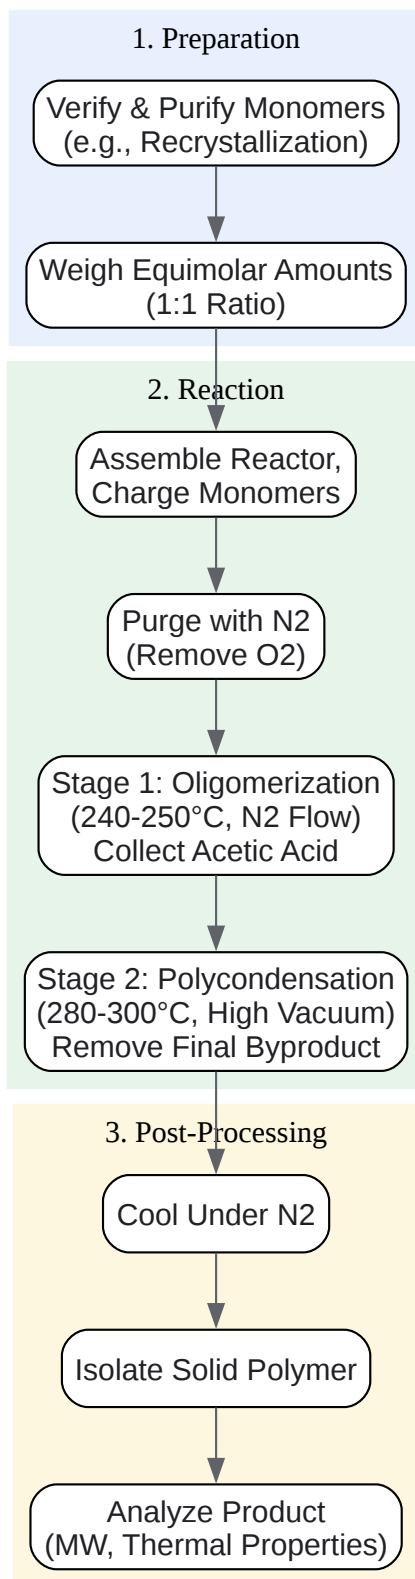 1. Preparation
Verify & Purify Monomers
(e.g., Recrystallization)
Weigh Equimolar Amounts
(1:1 Ratio)
2. Reaction
Assemble Reactor,
Charge Monomers
Purge with N2
(Remove O2)
Stage 1: Oligomerization
(240-250°C, N2 Flow)
Collect Acetic Acid
Stage 2: Polycondensation
(280-300°C, High Vacuum)
Remove Final Byproduct
3. Post-Processing
Cool Under N2
Isolate Solid Polymer
Analyze Product
(MW, Thermal Properties)